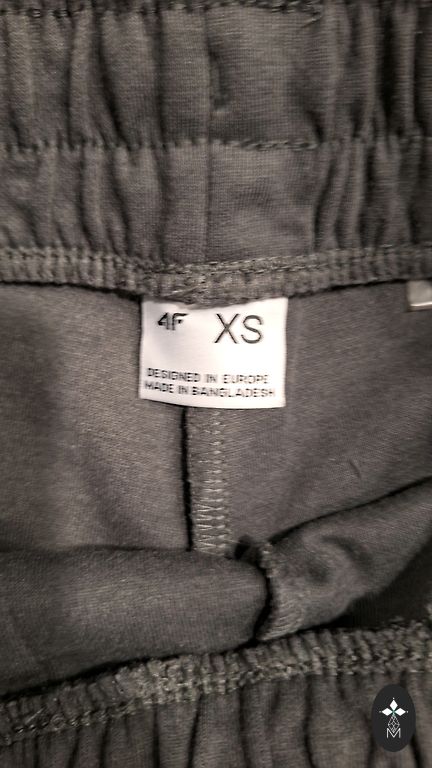 4F XS
DESIGNED IN EUROPE
MADE IN BANGLADESH
M